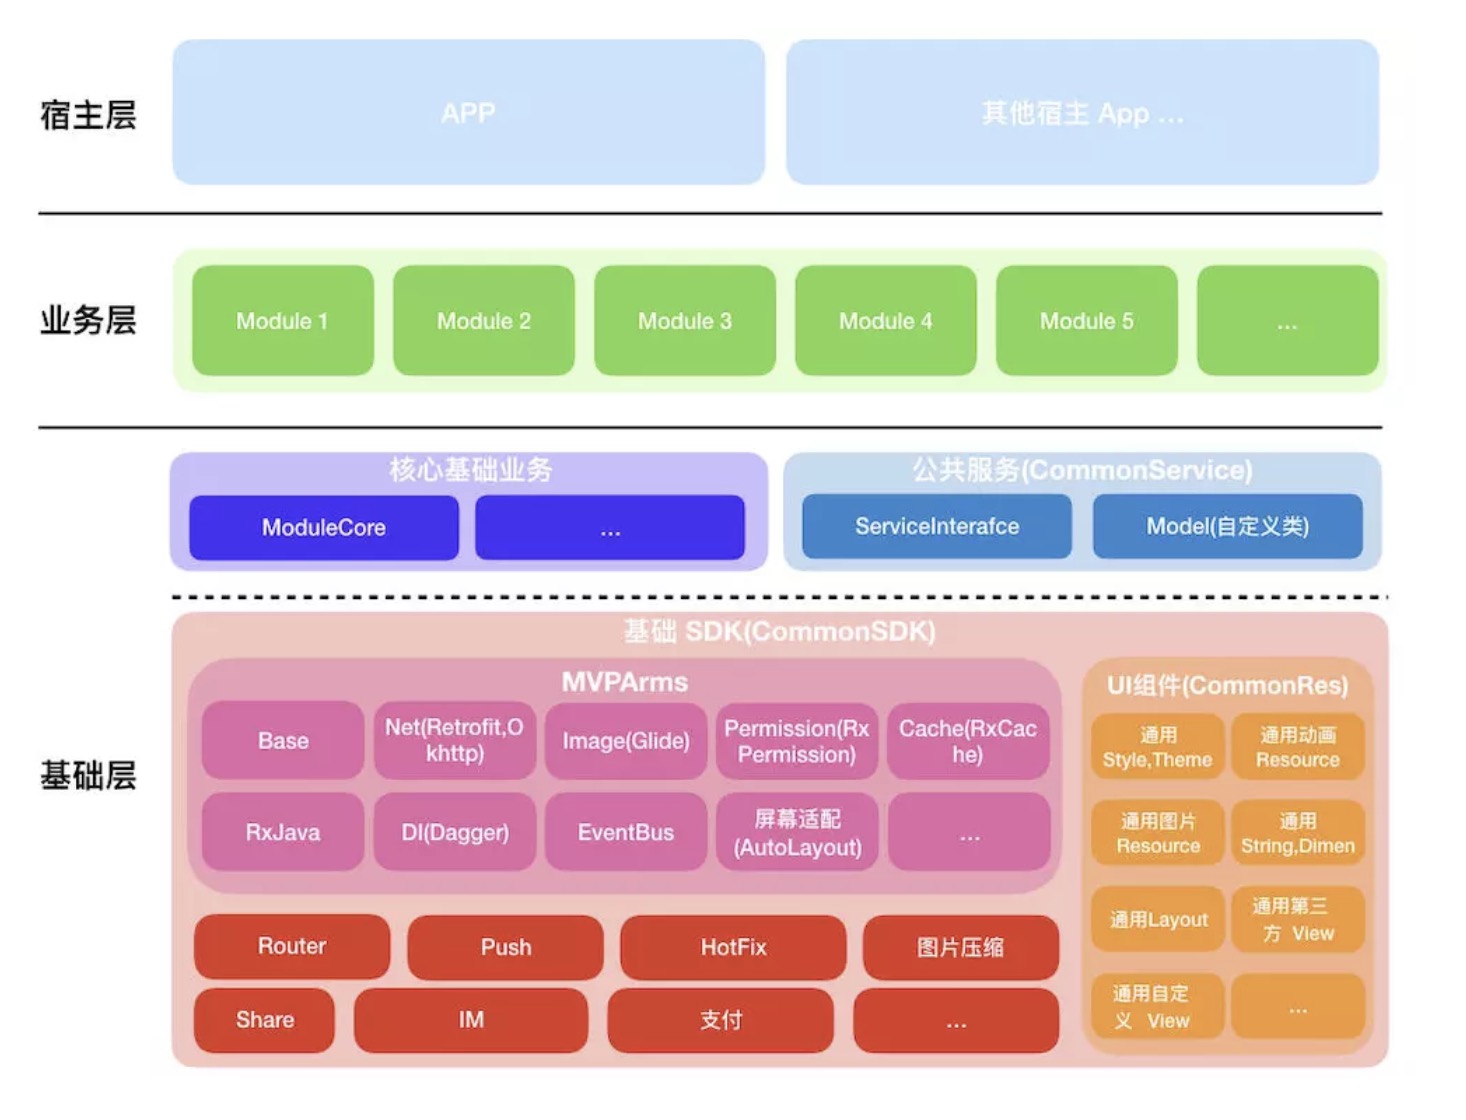 宿主层
APP
其他宿主 App ...
业务层
Module 1
Module 2
Module 3
Module 4
Module 5
...
核心基础业务
ModuleCore
...
公共服务(CommonService)
ServiceInterafce
Model(自定义类)
基础层
基础 SDK(CommonSDK)
MVPArms
Base
Net(Retrofit,O
khttp)
Image(Glide)
Permission(Rx
Permission)
Cache(RxCac
he)
RxJava
DI(Dagger)
EventBus
屏幕适配
(AutoLayout)
...
Router
Push
HotFix
图片压缩
Share
IM
支付
...
UI组件(CommonRes)
通用
Style,Theme
通用动画
Resource
通用图片
Resource
通用
String,Dimen
通用Layout
通用第三
方 View
通用自定
义 View
...